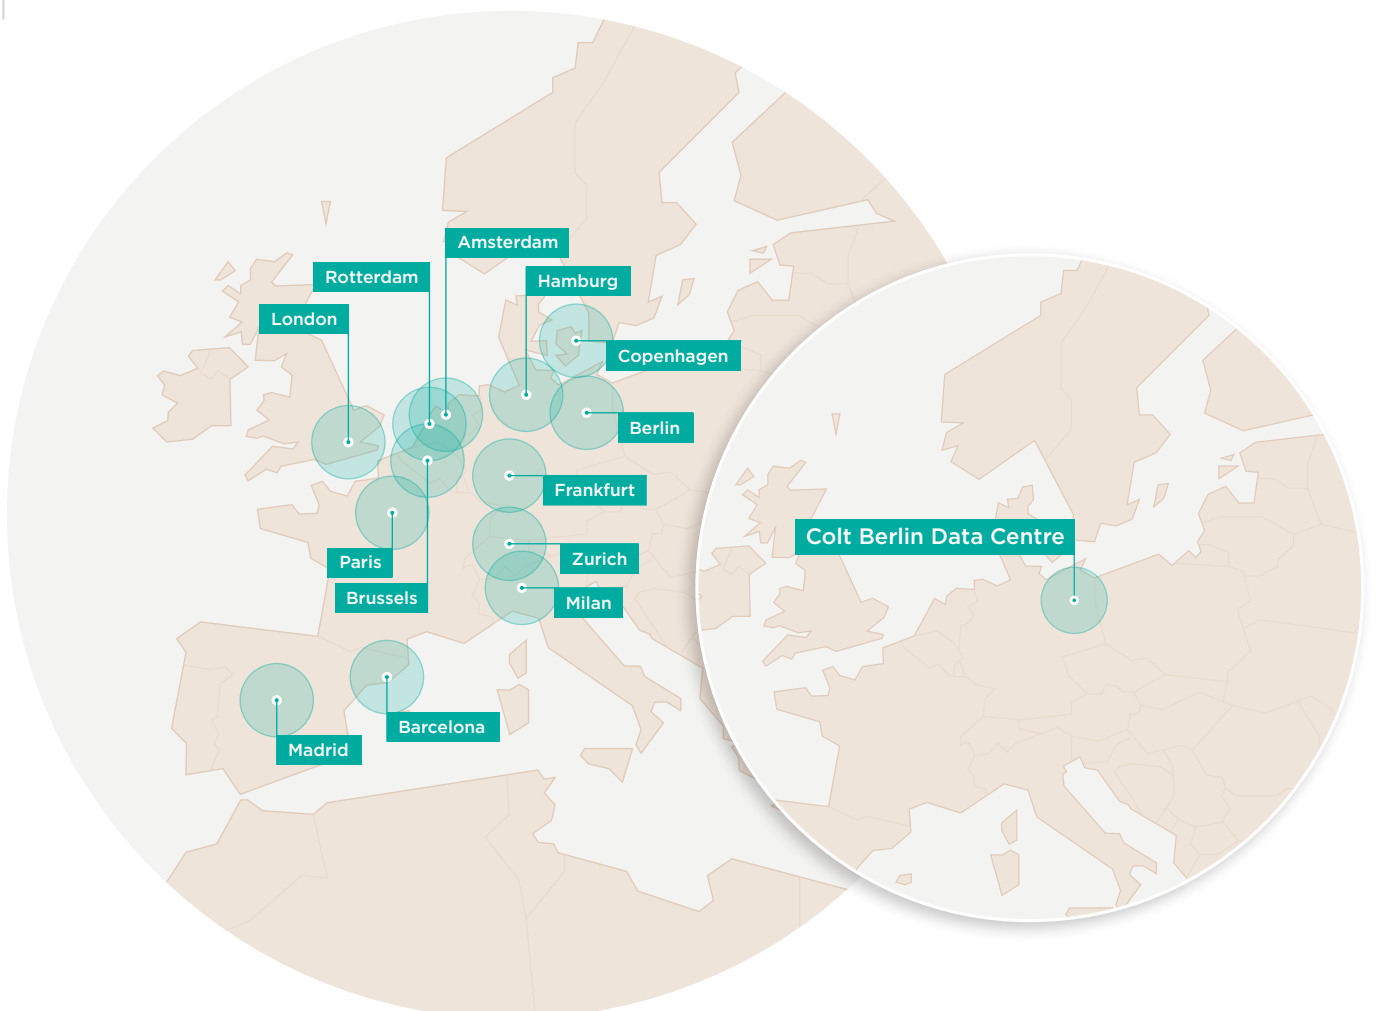 Amsterdam
Rotterdam
Hamburg
London
Copenhagen
Berlin
Frankfurt
Zurich
Paris
Brussels
Milan
Barcelona
Madrid
Colt Berlin Data Centre